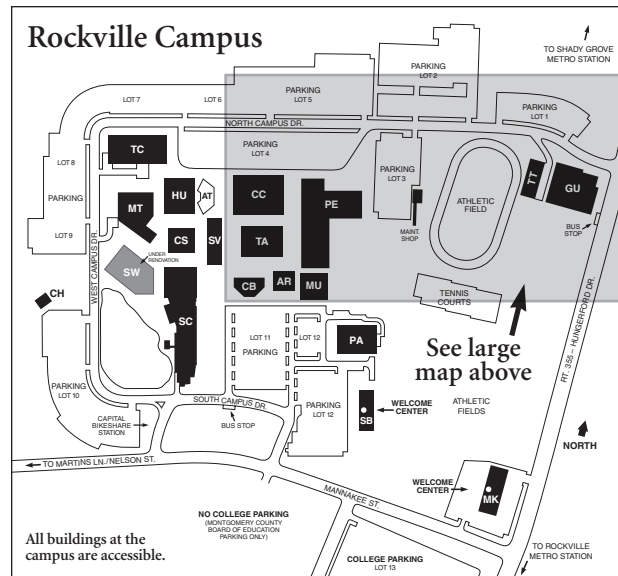 Rockville Campus
TO SHADY GROVE
METRO STATION
PARKING
LOT 2
PARKING
LOT 5
LOT 7
LOT 6
PARKING
LOT 1
NORTH CAMPUS DR.
PARKING
LOT 4
LOT 8
PARKING
LOT 9
TC
PARKING
LOT 3
TT
GU
MT
HU
AT
CC
PE
ATHLETIC
FIELD
BUS
STOP
MAINT.
SHOP
CS
SV
TA
UNDER
RENOVATION
SW
WEST CAMPUS DR.
CB
AR
MU
TENNIS
COURTS
CH
SC
LOT 11
PARKING
LOT 12
PA
See large
map above
RT. 355 – HUNGERFORD DR.
PARKING
LOT 10
SOUTH CAMPUS DR.
PARKING
LOT 12
WELCOME
CENTER
SB
ATHLETIC
FIELDS
CAPITAL
BIKESHARE
STATION
BUS STOP
NORTH
TO MARTINS LN./NELSON ST.
MANNAKEE ST.
WELCOME
CENTER
MK
NO COLLEGE PARKING
(MONTGOMERY COUNTY
BOARD OF EDUCATION
PARKING ONLY)
All buildings at the
campus are accessible.
COLLEGE PARKING
LOT 13
TO ROCKVILLE
METRO STATION